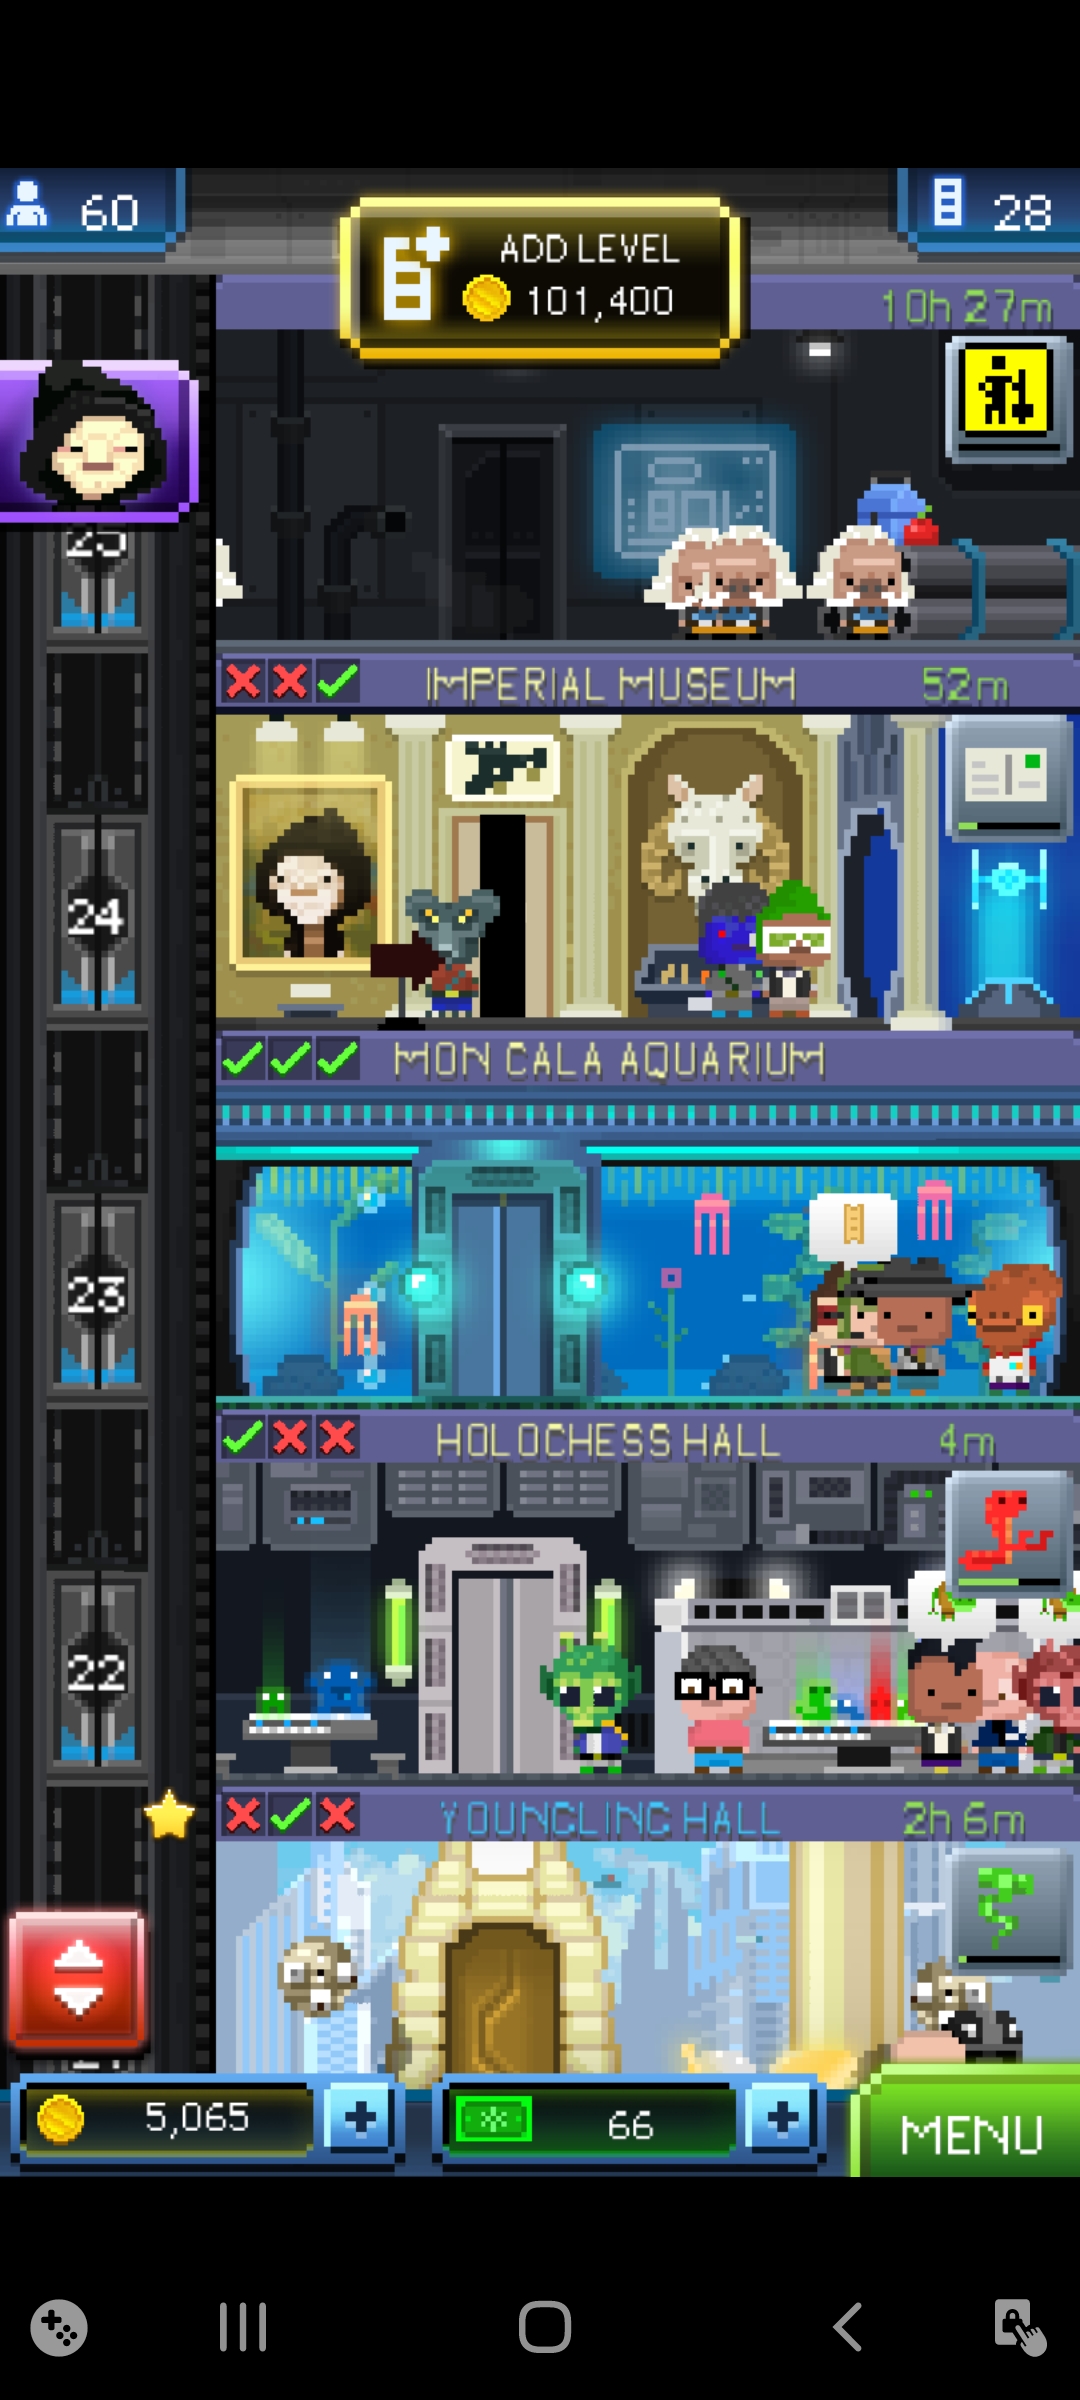 60
ADD LEVEL
101,400
28
10h 27m
25
IMPERIAL MUSEUM
52m
24
MON CALA AQUARIUM
23
HOLOCHESS HALL
4m
22
YOUNGLING HALL
2h 6m
5,065
66
MENU